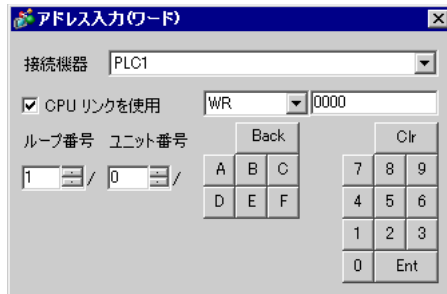 アドレス入力(ワード)
接続機器 PLC1
CPU リンクを使用 WR 0000
ループ番号 ユニット番号 Back Clr
1 / 0 / A B C 7 8 9
D E F 4 5 6
1 2 3
0 Ent